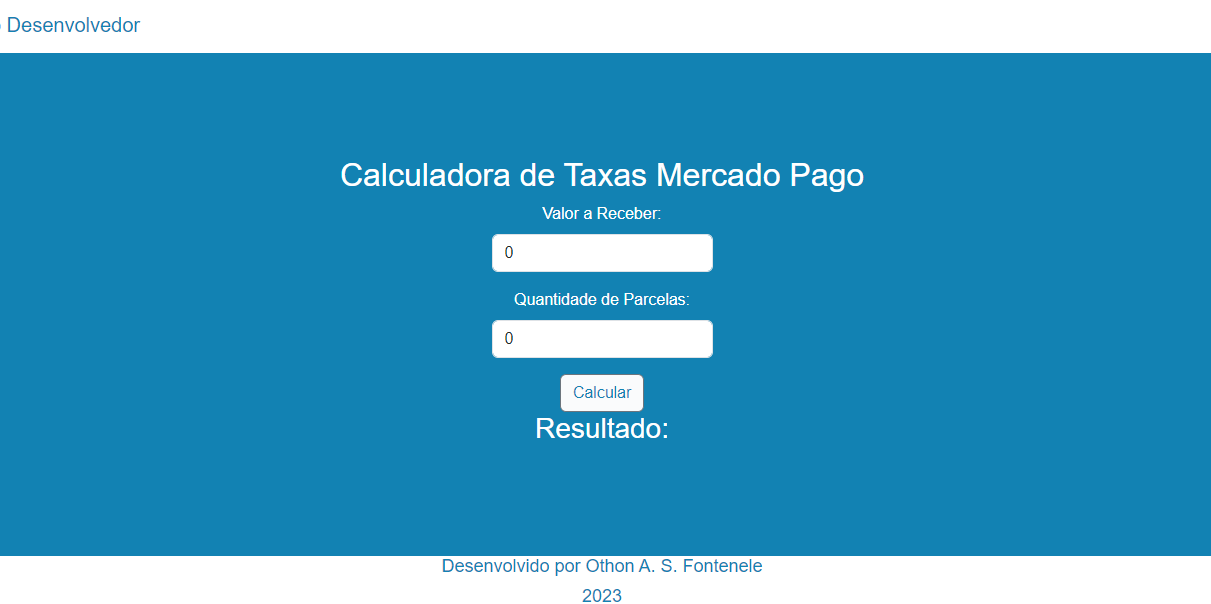 Desenvolvedor
Calculadora de Taxas Mercado Pago
Valor a Receber:
0
Quantidade de Parcelas:
0
Calcular
Resultado:
Desenvolvido por Othon A. S. Fontenele
2023